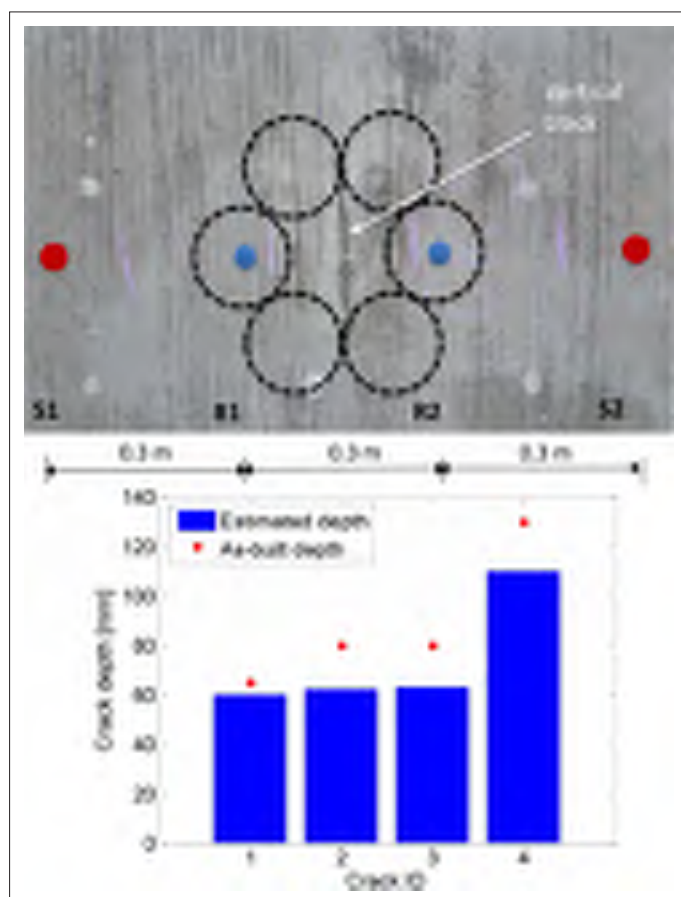 vertical
crack
S1 R1 R2 S2
0.3 m 0.3 m 0.3 m
Estimated depth
As-built depth
Crack depth [mm]
140
120
100
80
60
40
20
0
1 2 3 4
Crack ID